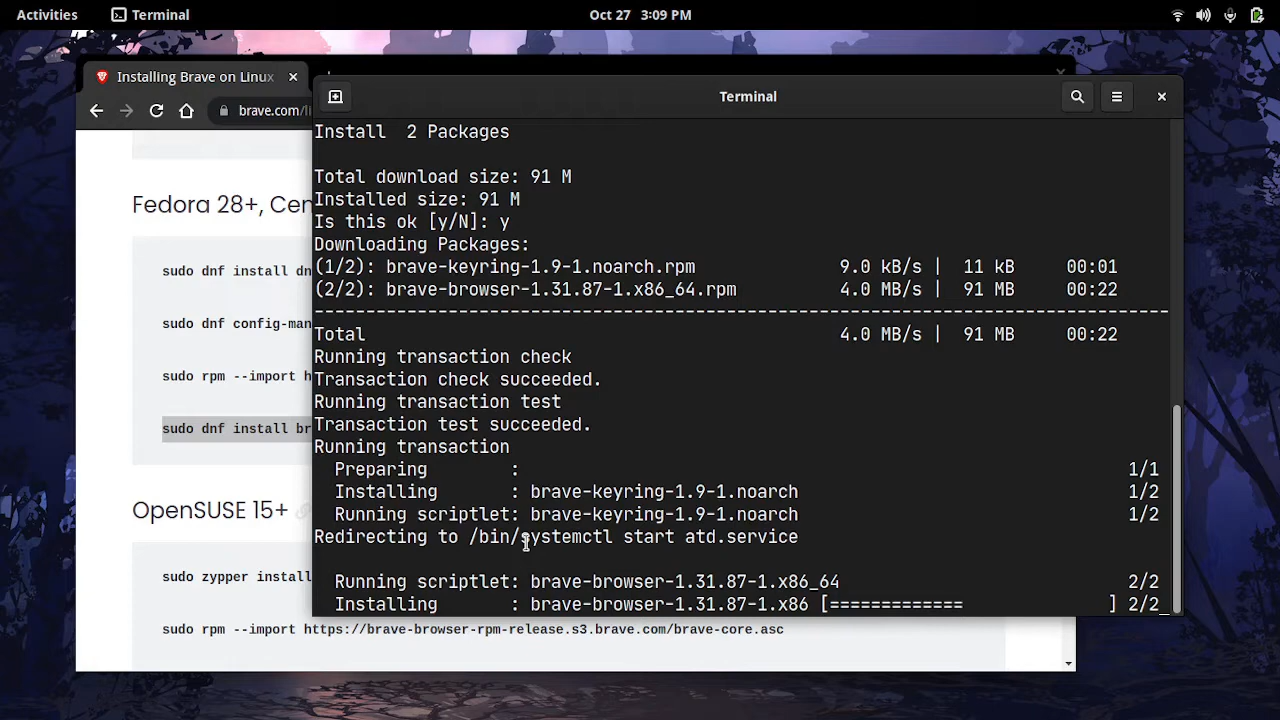 Activities Terminal Oct 27 3:09 PM
Installing Brave on Linux
brave.com/li
Terminal
Fedora 28+, Cen
sudo dnf install dn
sudo dnf config-man
sudo rpm --import h
sudo dnf install br
OpenSUSE 15+
sudo zypper install
sudo rpm --import https://brave-browser-rpm-release.s3.brave.com/brave-core.asc
Install 2 Packages
Total download size: 91 M
Installed size: 91 M
Is this ok [y/N]: y
Downloading Packages:
(1/2): brave-keyring-1.9-1.noarch.rpm 9.0 kB/s | 11 kB 00:01
(2/2): brave-browser-1.31.87-1.x86_64.rpm 4.0 MB/s | 91 MB 00:22
--------------------------------------------------------------------------------
Total 4.0 MB/s | 91 MB 00:22
Running transaction check
Transaction check succeeded.
Running transaction test
Transaction test succeeded.
Running transaction
Preparing : 1/1
Installing : brave-keyring-1.9-1.noarch 1/2
Running scriptlet: brave-keyring-1.9-1.noarch 1/2
Redirecting to /bin/systemctl start atd.service
Running scriptlet: brave-browser-1.31.87-1.x86_64 2/2
Installing : brave-browser-1.31.87-1.x86 [============= ] 2/2_